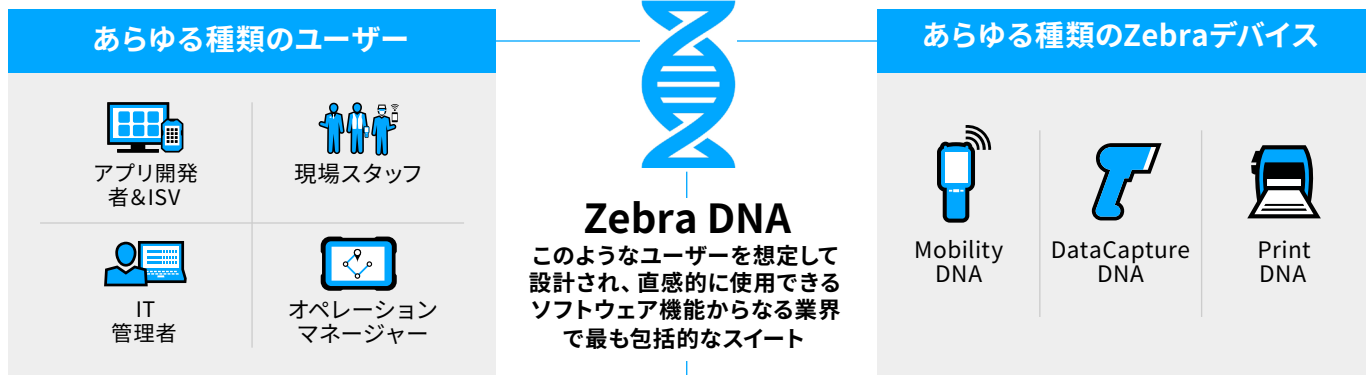 あらゆる種類のユーザー
アプリ開発
者&ISV
現場スタッフ
IT
管理者
オペレーション
マネージャー
Zebra DNA
このようなユーザーを想定して
設計され、直感的に使用できる
ソフトウェア機能からなる業界
で最も包括的なスイート
あらゆる種類のZebraデバイス
Mobility
DNA
DataCapture
DNA
Print
DNA